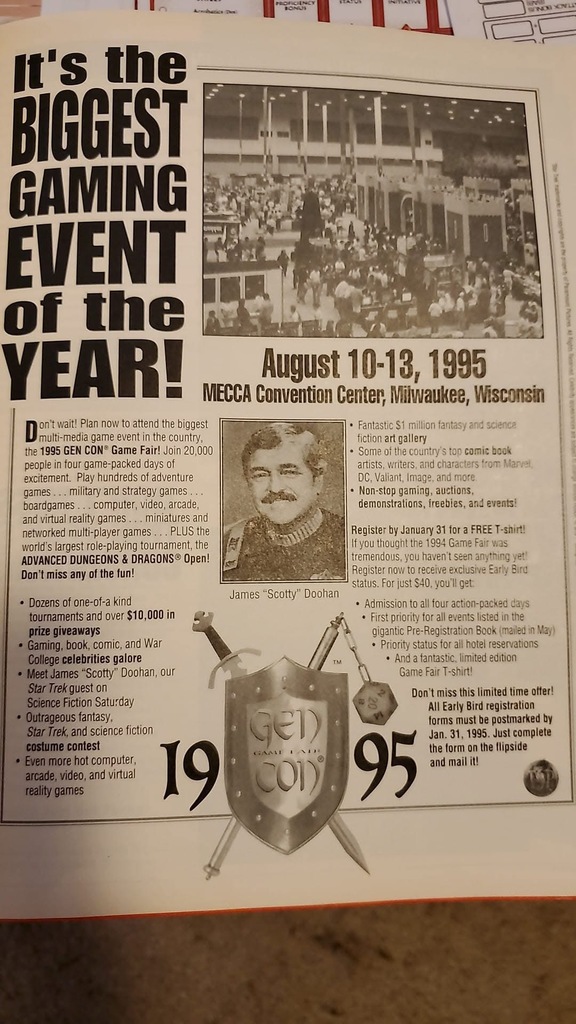 PROFICIENCY
BONUS
STATUS
INITIATIVE
It's the
BIGGEST
GAMING
EVENT
of the
YEAR!
August 10-13, 1995
MECCA Convention Center, Milwaukee, Wisconsin
Don't wait! Plan now to attend the biggest
multi-media game event in the country,
the 1995 GEN CON® Game Fair! Join 20,000
people in four game-packed days of
excitement. Play hundreds of adventure
games . . . military and strategy games . . .
boardgames . . . computer, video, arcade,
and virtual reality games . . . miniatures and
networked multi-player games . . . PLUS the
world's largest role-playing tournament, the
ADVANCED DUNGEONS & DRAGONS® Open!
Don't miss any of the fun!
• Dozens of one-of-a kind
tournaments and over $10,000 in
prize giveaways
• Gaming, book, comic, and War
College celebrities galore
• Meet James "Scotty" Doohan, our
Star Trek guest on
Science Fiction Saturday
• Outrageous fantasy,
Star Trek, and science fiction
costume contest
• Even more hot computer,
arcade, video, and virtual
reality games
James "Scotty" Doohan
• Fantastic $1 million fantasy and science
fiction art gallery
• Some of the country's top comic book
artists, writers, and characters from Marvel,
DC, Valiant, Image, and more
• Non-stop gaming, auctions,
demonstrations, freebies, and events!
Register by January 31 for a FREE T-shirt!
If you thought the 1994 Game Fair was
tremendous, you haven't seen anything yet!
Register now to receive exclusive Early Bird
status. For just $40, you'll get:
• Admission to all four action-packed days
• First priority for all events listed in the
gigantic Pre-Registration Book (mailed in May)
• Priority status for all hotel reservations
• And a fantastic, limited edition
Game Fair T-shirt!
Don't miss this limited time offer!
All Early Bird registration
forms must be postmarked by
Jan. 31, 1995. Just complete
the form on the flipside
and mail it!
™
20
GEN
GAME FAIR
CON®
1995